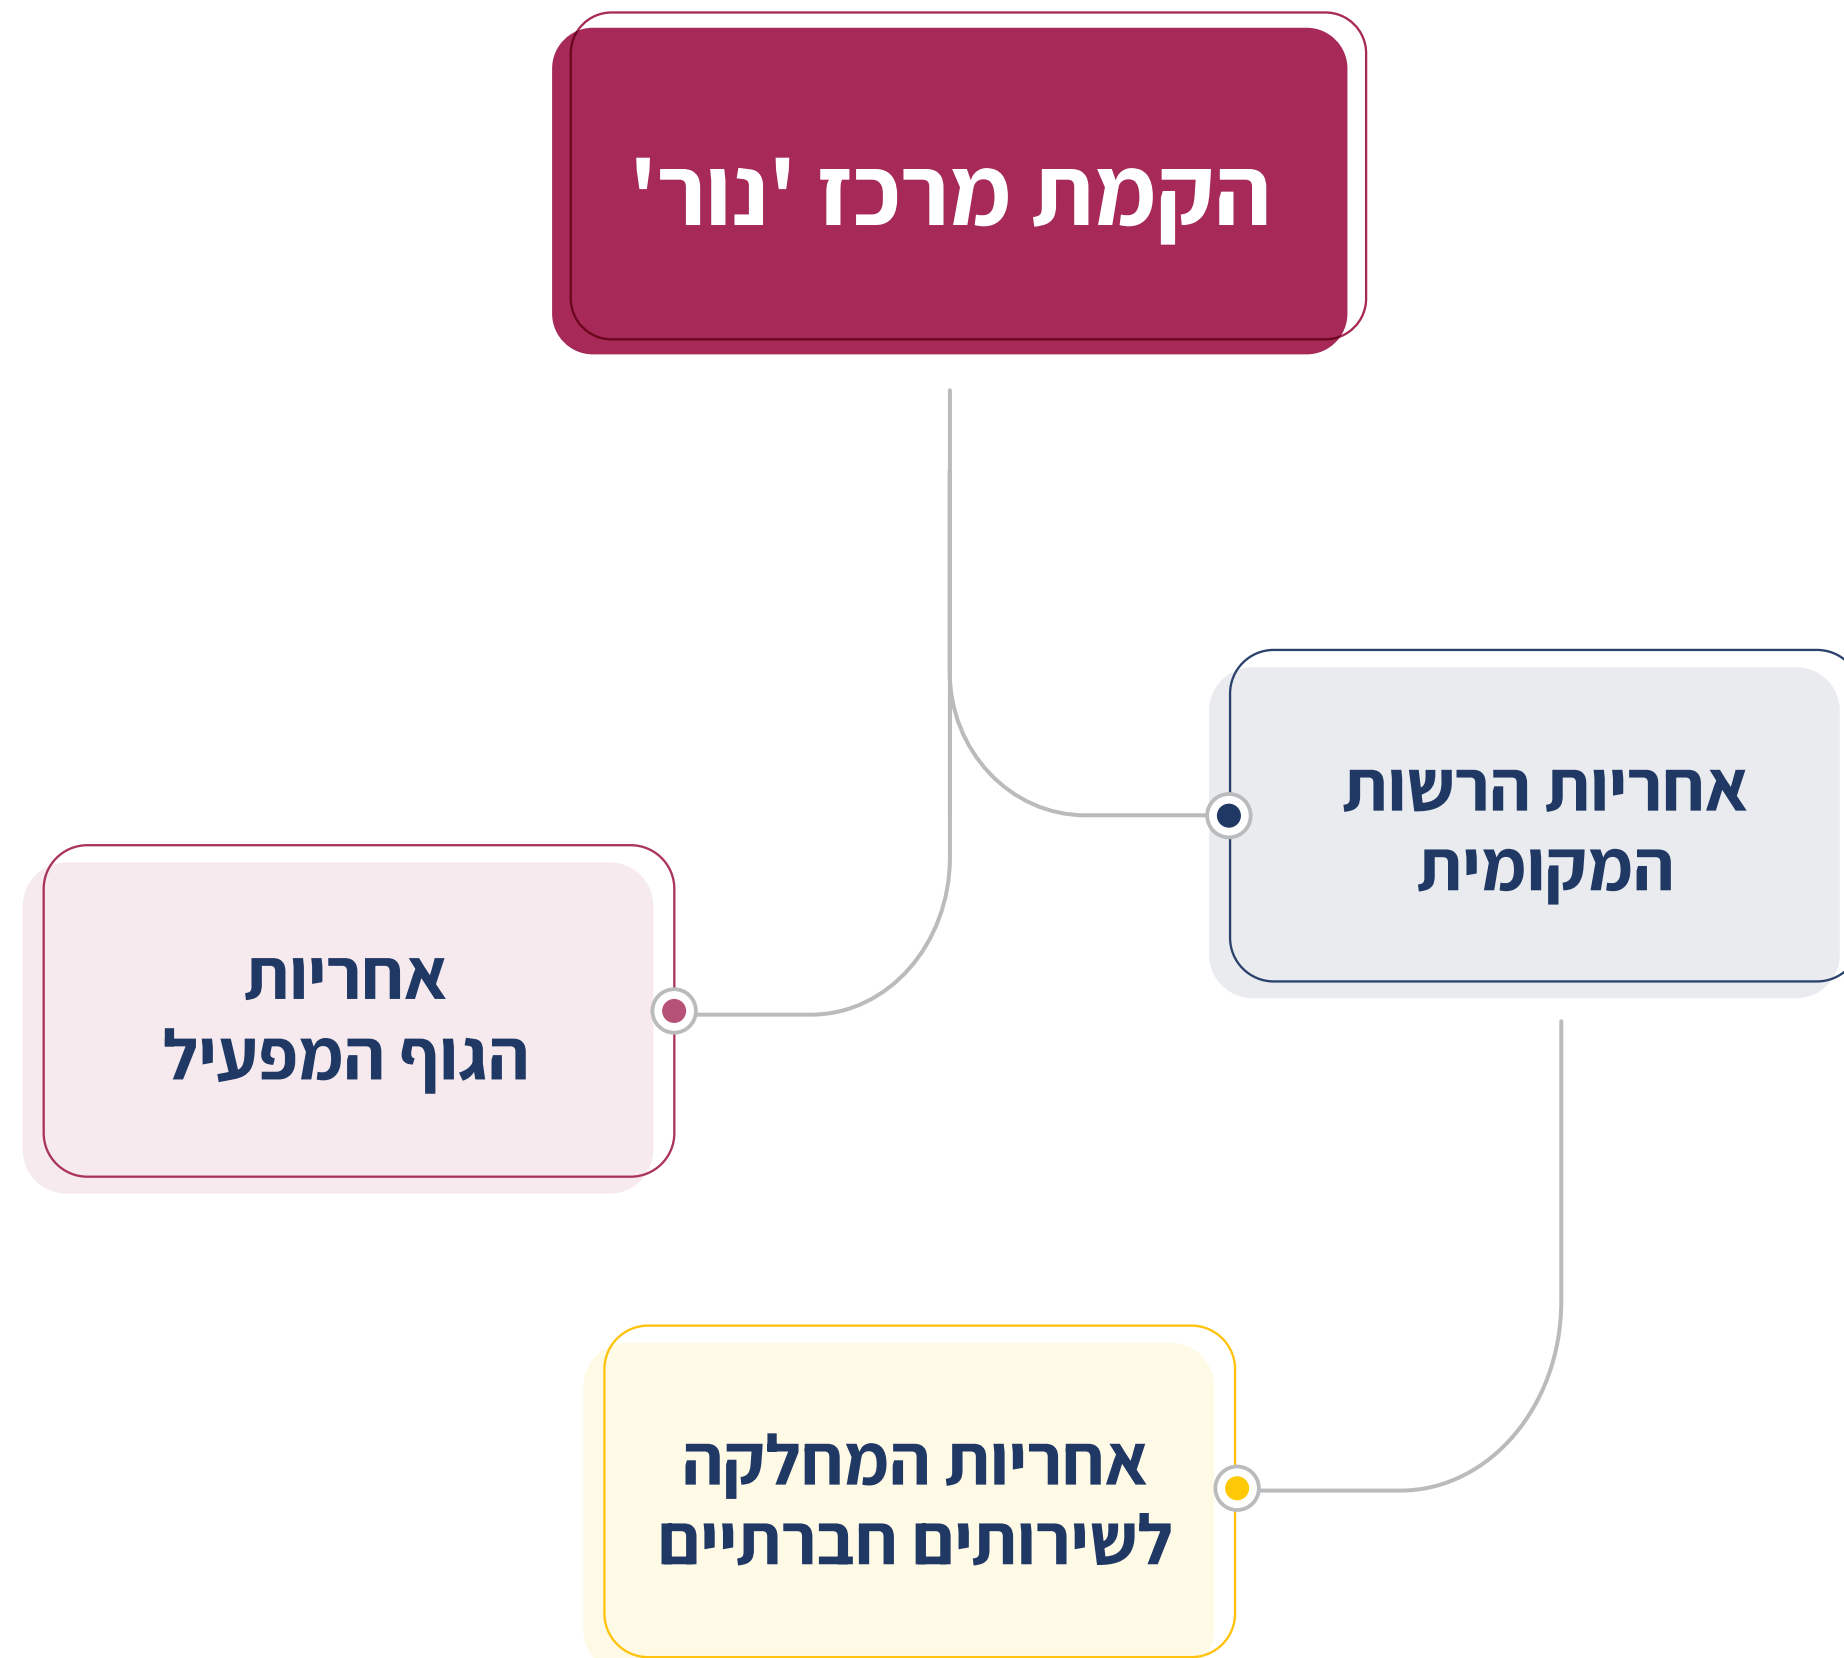 הקמת מרכז 'נור'
אחריות הרשות
המקומית
אחריות
הגוף המפעיל
אחריות המחלקה
לשירותים חברתיים